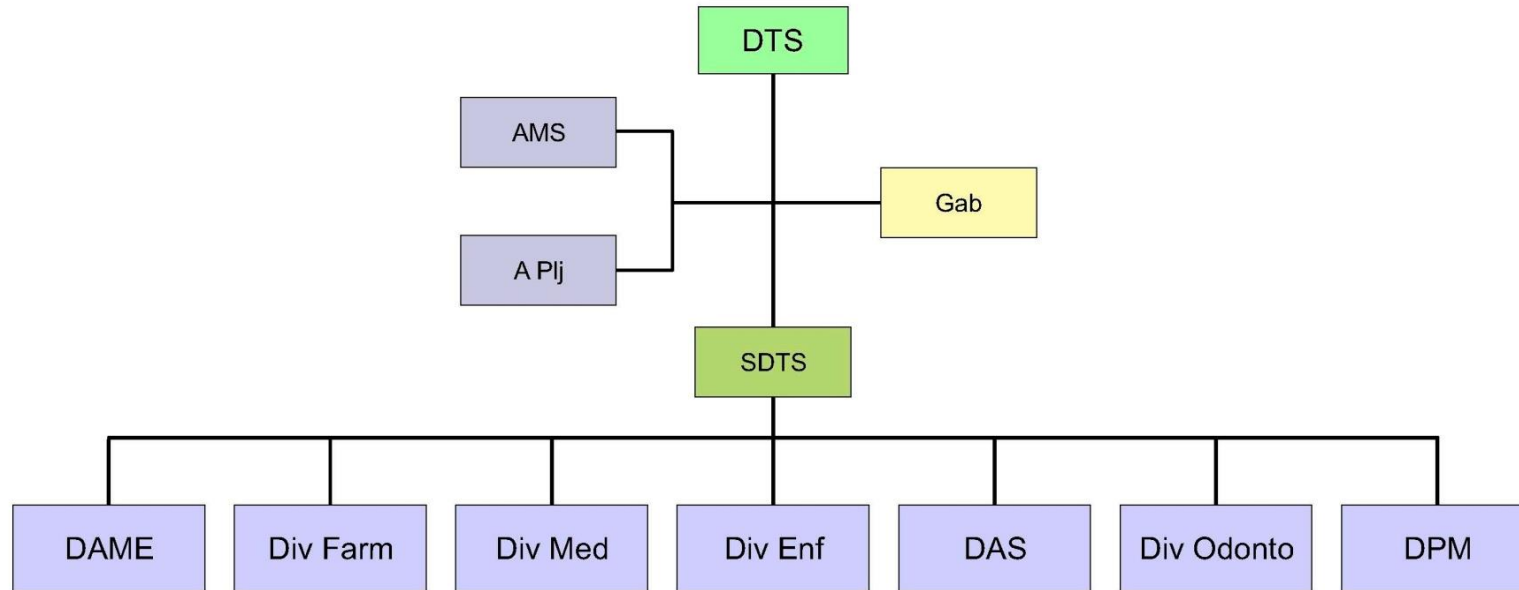 DTS
AMS
Gab
A Plj
SDTS
DAME
Div Farm
Div Med
Div Enf
DAS
Div Odonto
DPM